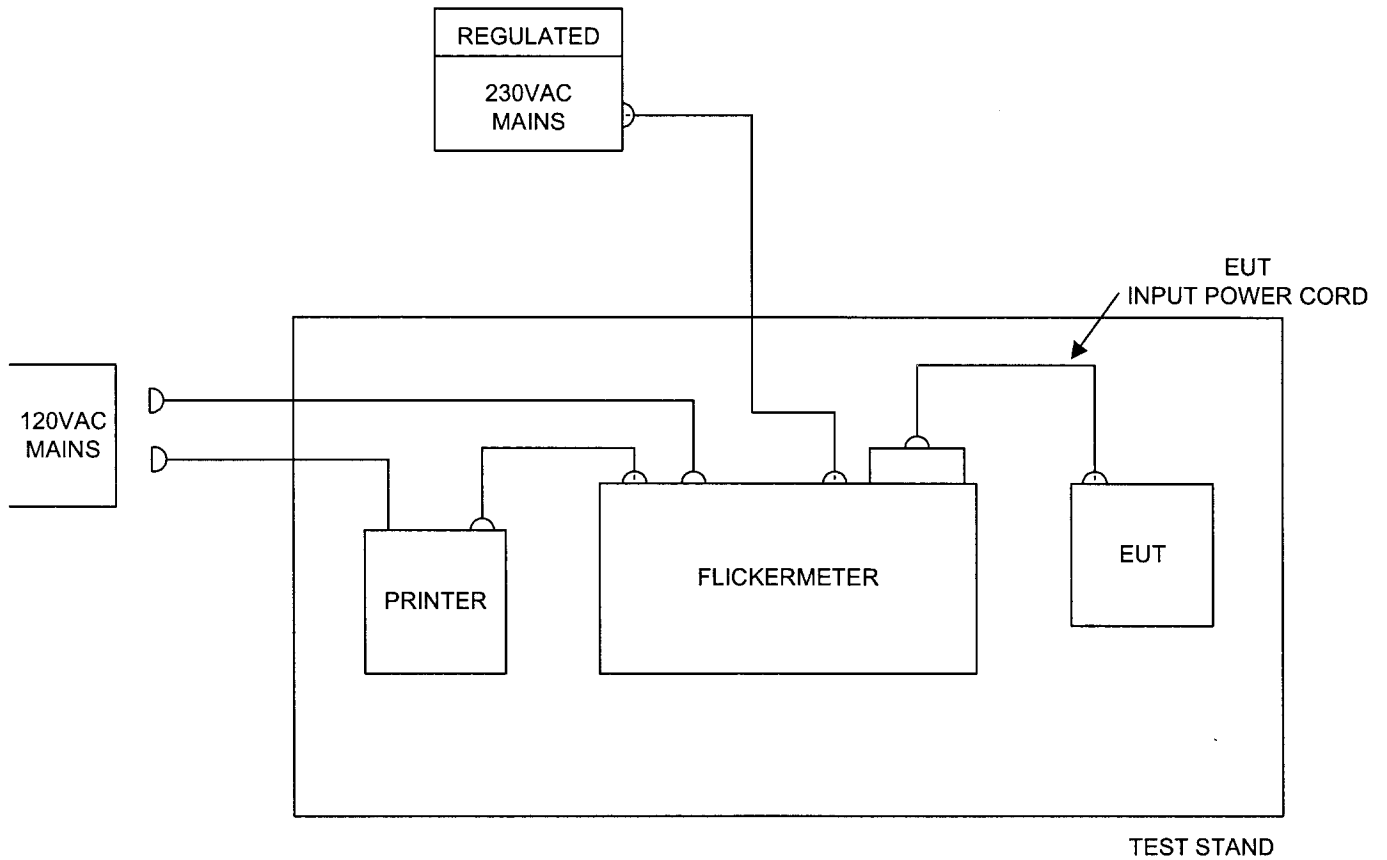 REGULATED
230VAC
MAINS
EUT
INPUT POWER CORD
120VAC
MAINS
PRINTER
FLICKERMETER
EUT
TEST STAND